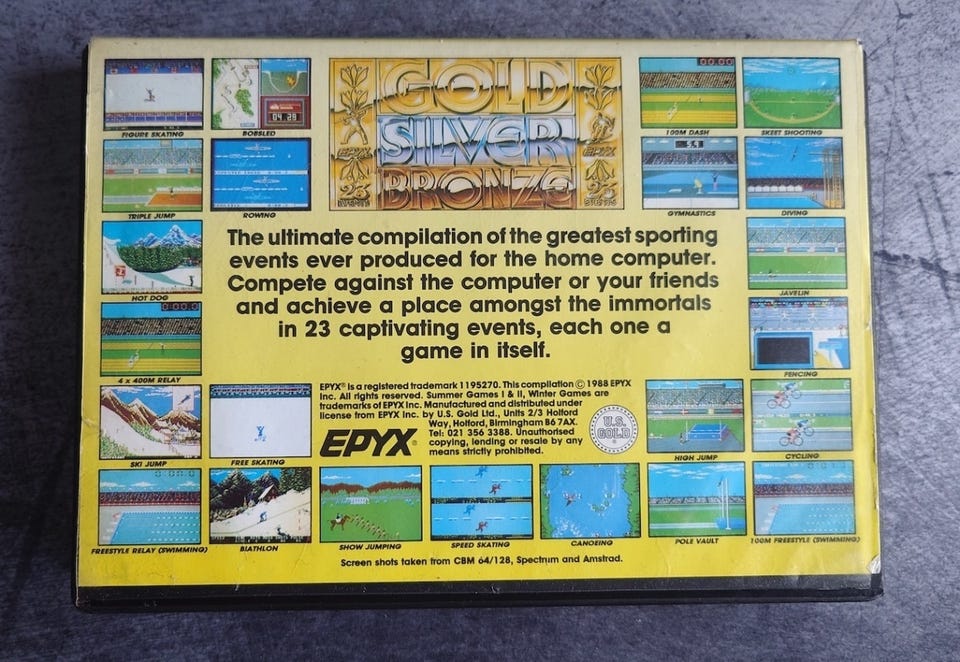 GOLD
SILVER
BRONZE
EPYX
EPYX
23
EVENTS
23
EVENTS
FIGURE SKATING
BOBSLED
04.29
00.00
100M DASH
SKEET SHOOTING
TRIPLE JUMP
ROWING
GYMNASTICS
DIVING
The ultimate compilation of the greatest sporting
events ever produced for the home computer.
Compete against the computer or your friends
and achieve a place amongst the immortals
in 23 captivating events, each one a
game in itself.
HOT DOG
JAVELIN
4 x 400M RELAY
FENCING
EPYX® is a registered trademark 1195270. This compilation © 1988 EPYX
Inc. All rights reserved. Summer Games I & II, Winter Games are
trademarks of EPYX Inc. Manufactured and distributed under
license from EPYX Inc. by U.S. Gold Ltd., Units 2/3 Holford
Way, Holford, Birmingham B6 7AX.
Tel: 021 356 3388. Unauthorised
copying, lending or resale by any
means strictly prohibited.
EPYX®
U.S.
GOLD
SKI JUMP
FREE SKATING
HIGH JUMP
CYCLING
FREESTYLE RELAY (SWIMMING)
BIATHLON
SHOW JUMPING
SPEED SKATING
CANOEING
POLE VAULT
100M FREESTYLE (SWIMMING)
Screen shots taken from CBM 64/128, Spectrum and Amstrad.